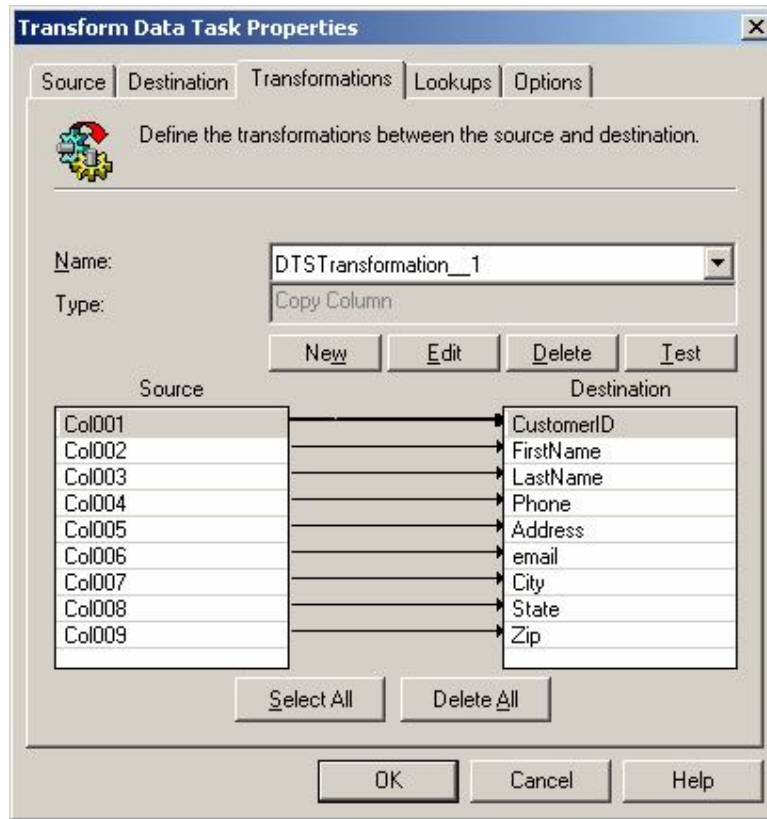 Transform Data Task Properties
Source Destination Transformations Lookups Options
Define the transformations between the source and destination.
Name: DTSTransformation__1
Type: Copy Column
New Edit Delete Test
Source Destination
Col001 CustomerID
Col002 FirstName
Col003 LastName
Col004 Phone
Col005 Address
Col006 email
Col007 City
Col008 State
Col009 Zip
Select All Delete All
OK Cancel Help